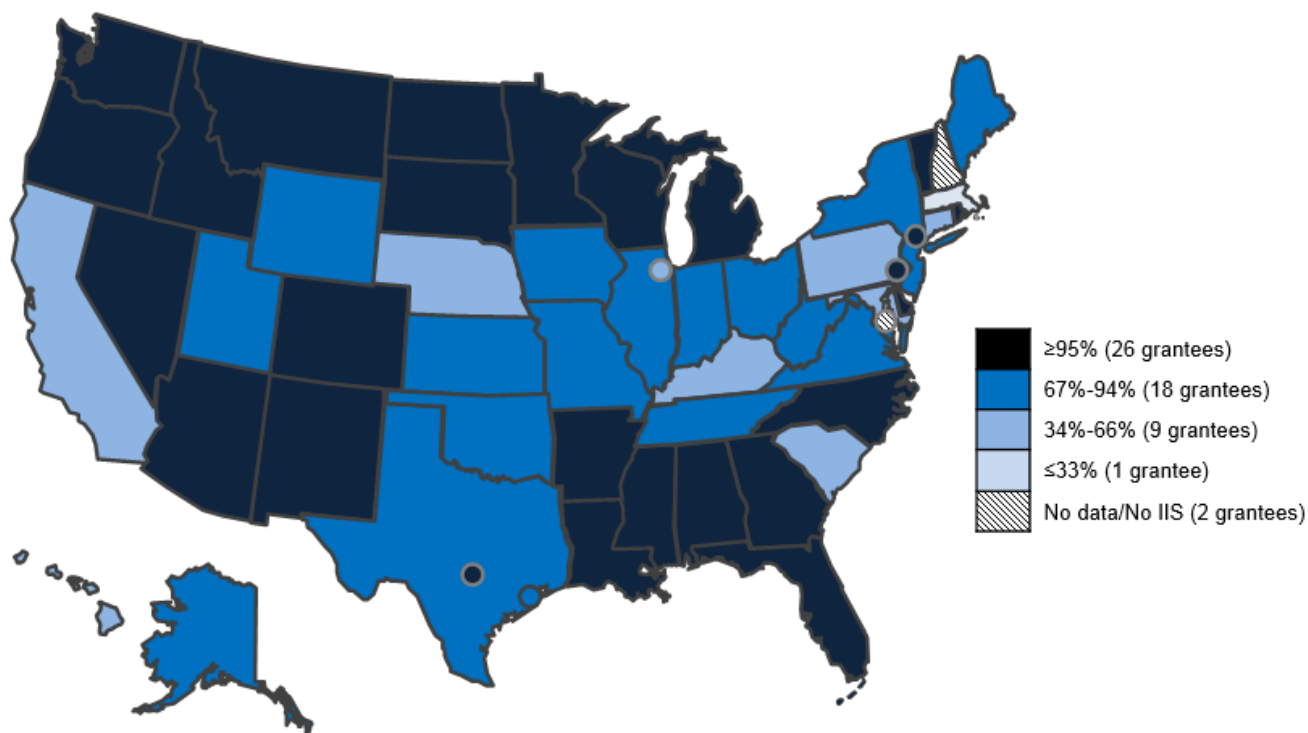 ≥95% (26 grantees)
67%-94% (18 grantees)
34%-66% (9 grantees)
≤33% (1 grantee)
No data/No IIS (2 grantees)